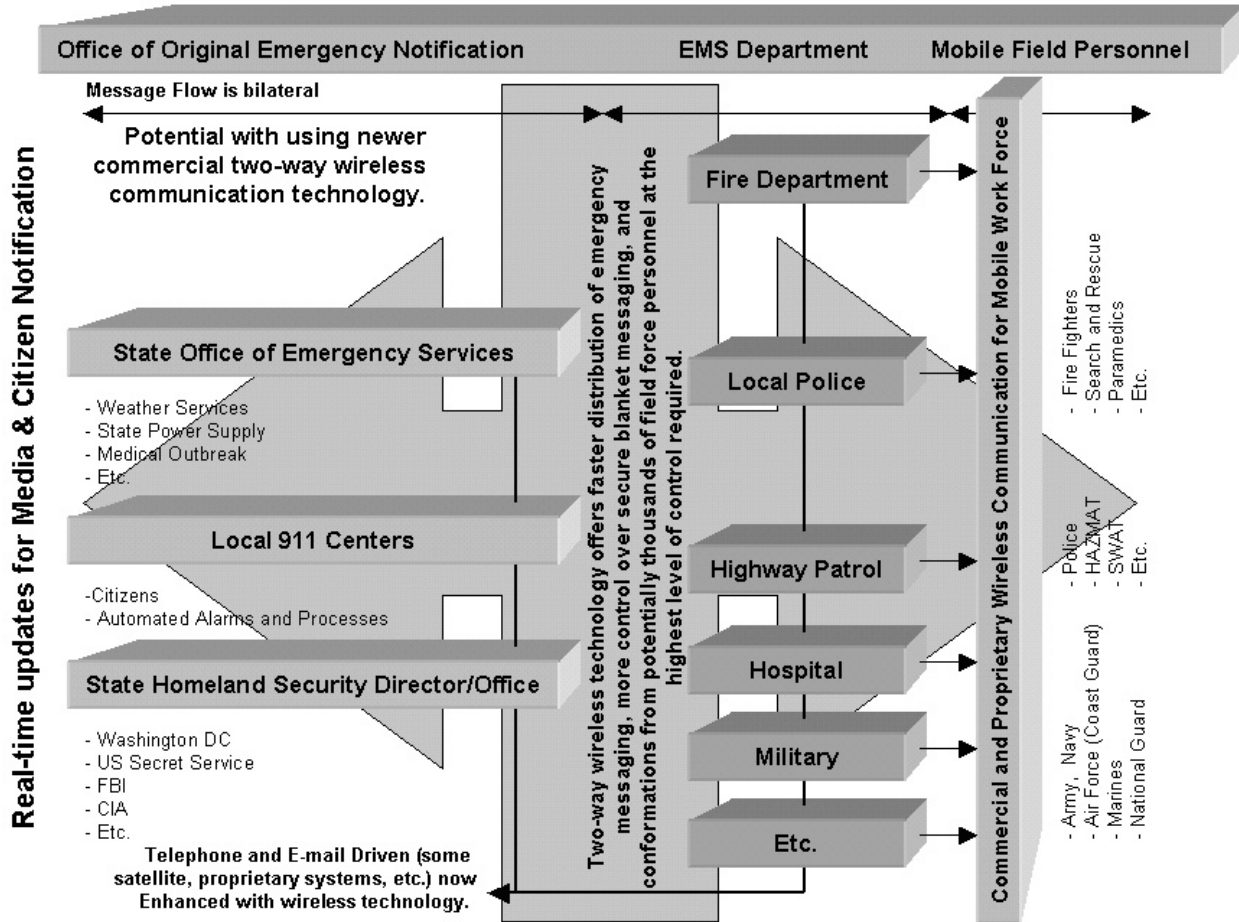 Office of Original Emergency Notification
EMS Department
Mobile Field Personnel
Message Flow is bilateral
Potential with using newer
commercial two-way wireless
communication technology.
Real-time updates for Media & Citizen Notification
State Office of Emergency Services
- Weather Services
- State Power Supply
- Medical Outbreak
- Etc.
Local 911 Centers
-Citizens
- Automated Alarms and Processes
State Homeland Security Director/Office
- Washington DC
- US Secret Service
- FBI
- CIA
- Etc.
Telephone and E-mail Driven (some
satellite, proprietary systems, etc.) now
Enhanced with wireless technology.
Two-way wireless technology offers faster distribution of emergency
messaging, more control over secure blanket messaging, and
conformations from potentially thousands of field force personnel at the
highest level of control required.
Fire Department
Local Police
Highway Patrol
Hospital
Military
Etc.
Commercial and Proprietary Wireless Communication for Mobile Work Force
- Fire Fighters
- Search and Rescue
- Paramedics
- Etc.
- Police
- HAZMAT
- SWAT
- Etc.
- Army, Navy
- Air Force (Coast Guard)
- Marines
- National Guard